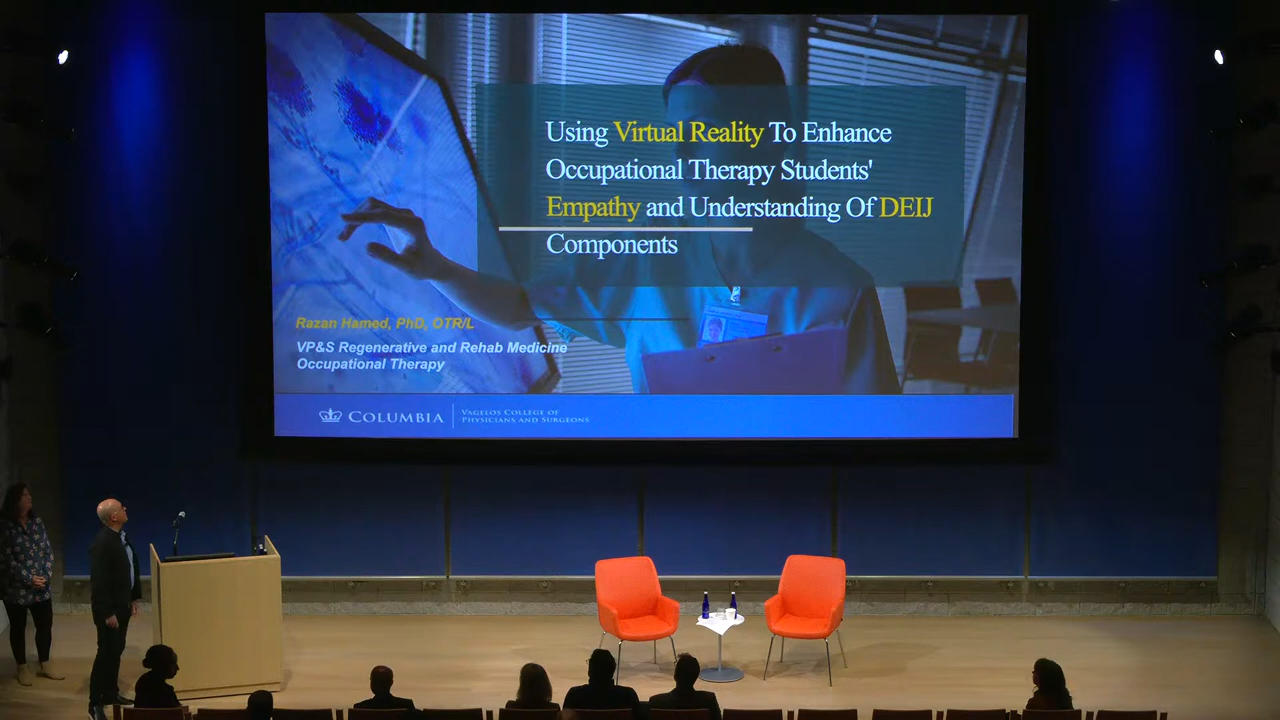 Using Virtual Reality To Enhance
Occupational Therapy Students'
Empathy and Understanding Of DEIJ
Components
Razan Hamed, PhD, OTR/L
VP&S Regenerative and Rehab Medicine
Occupational Therapy
COLUMBIA
VAGELOS COLLEGE OF
PHYSICIANS AND SURGEONS